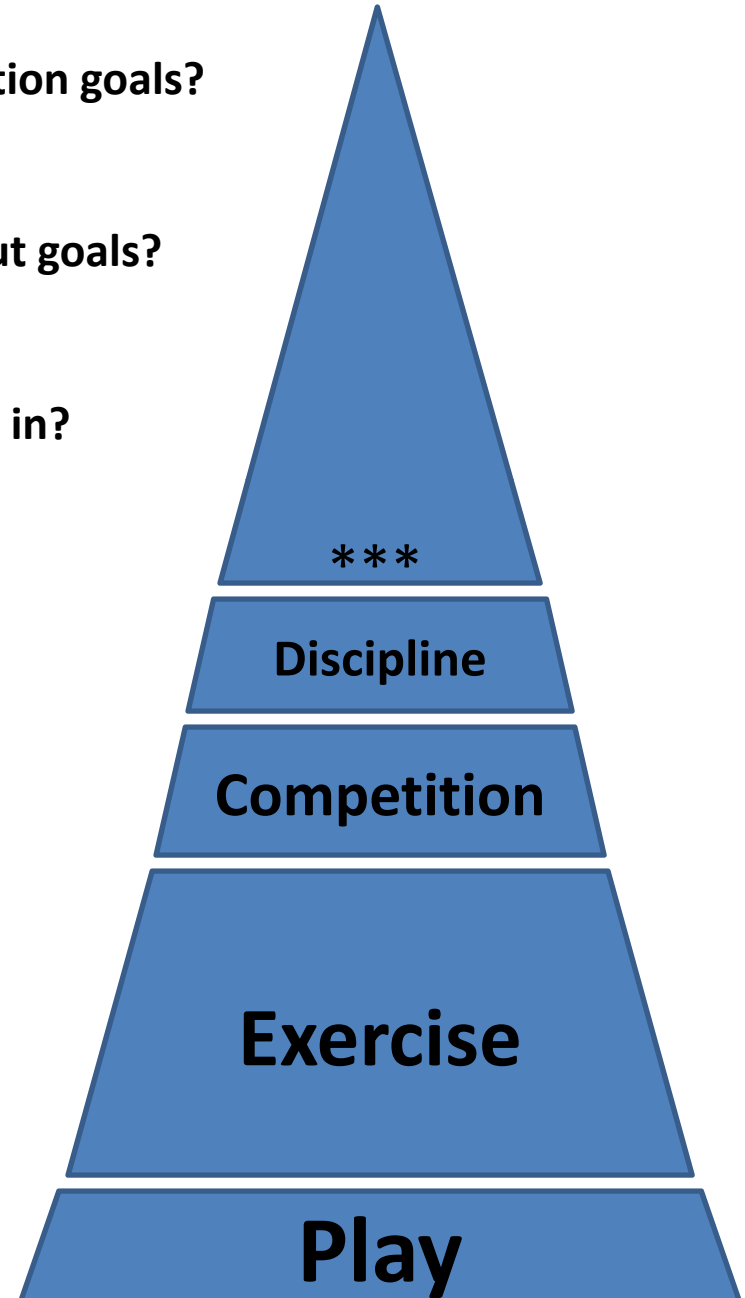 tion goals?
ut goals?
in?
***
Discipline
Competition
Exercise
Play